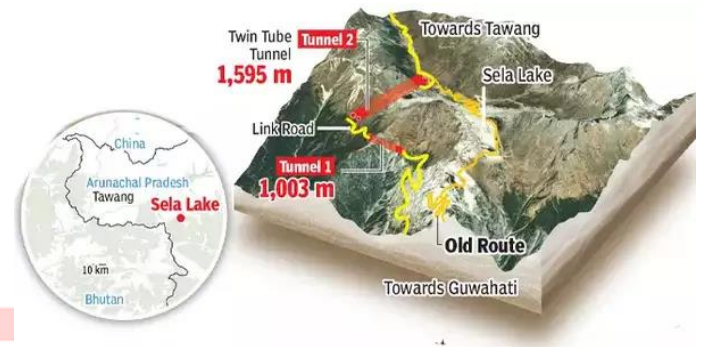 Twin Tube
Tunnel
Tunnel 2
1,595 m
Towards Tawang
Sela Lake
Link Road
Tunnel 1
1,003 m
Old Route
Towards Guwahati
China
Arunachal Pradesh
Tawang
Sela Lake
10 km
Bhutan